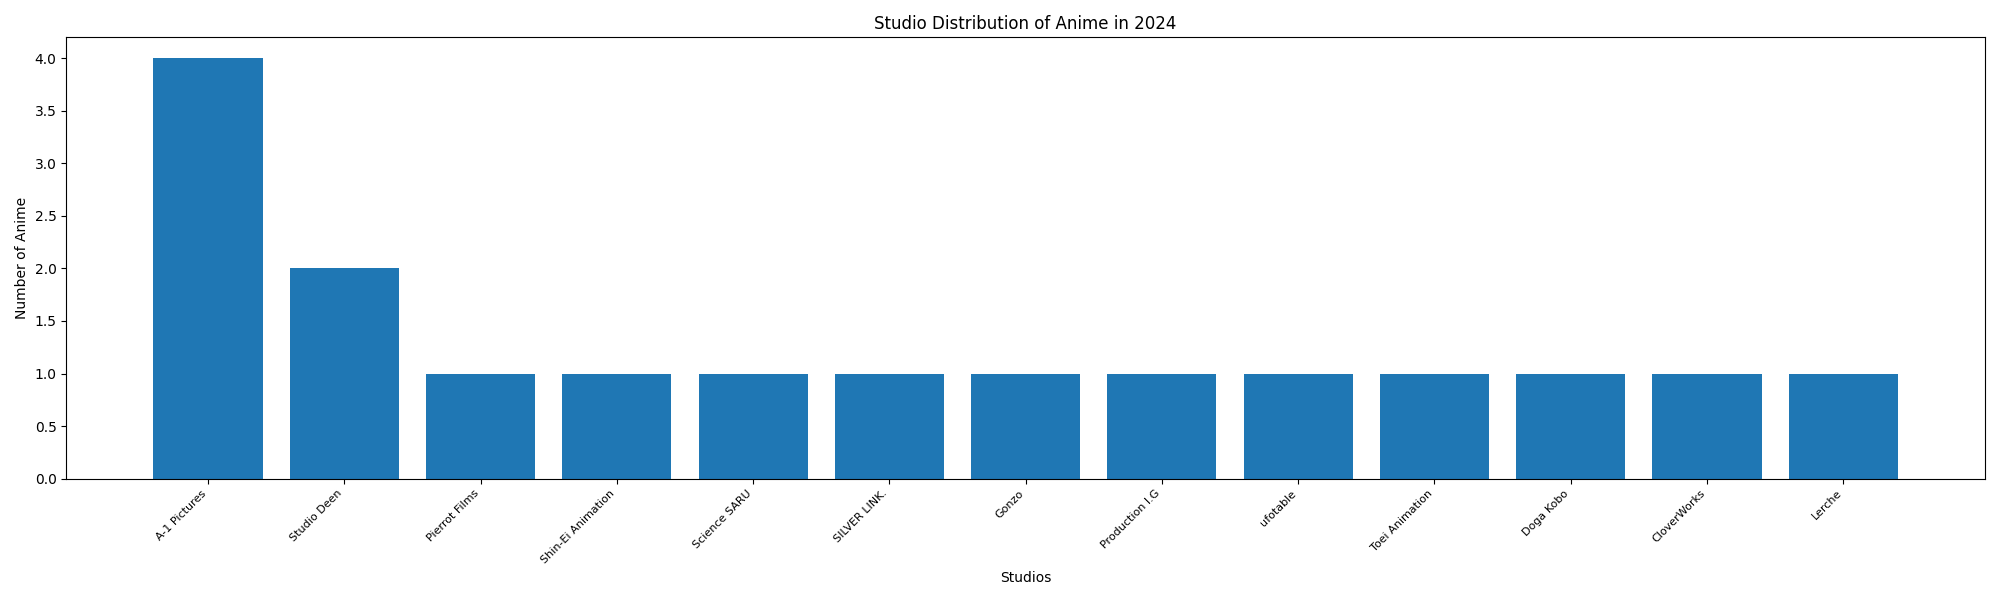 Studio Distribution of Anime in 2024
Number of Anime
4.0
3.5
3.0
2.5
2.0
1.5
1.0
0.5
0.0
A-1 Pictures
Studio Deen
Pierrot Films
Shin-Ei Animation
Science SARU
SILVER LINK.
Gonzo
Production I.G
ufotable
Toei Animation
Doga Kobo
CloverWorks
Lerche
Studios